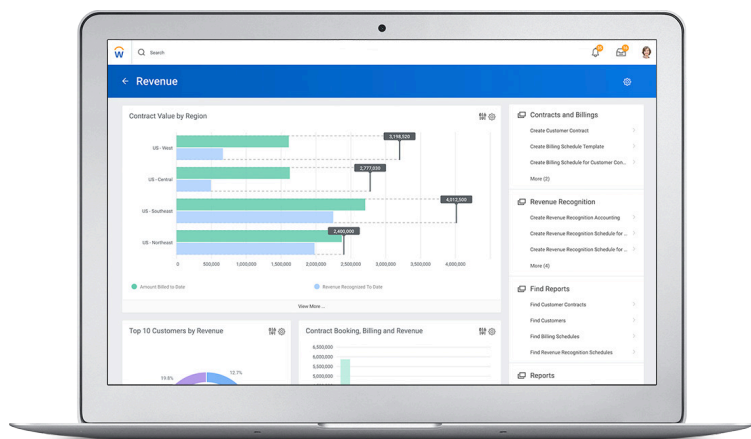 Search
Revenue
Contract Value by Region
3,198,520
US - West
2,777,030
US - Central
4,012,500
US - Southeast
2,400,000
US - Northeast
0 500,000 1,000,000 1,500,000 2,000,000 2,500,000 3,000,000 3,500,000 4,000,000
Amount Billed to Date Revenue Recognized To Date
View More ...
Top 10 Customers by Revenue
19.8% 12.7%
Contract Booking, Billing and Revenue
6,500,000
6,000,000
5,500,000
5,000,000
Contracts and Billings
Create Customer Contract
Create Billing Schedule Template
Create Billing Schedule for Customer Con...
More (2)
Revenue Recognition
Create Revenue Recognition Accounting
Create Revenue Recognition Schedule for ...
Create Revenue Recognition Schedule for ...
More (4)
Find Reports
Find Customer Contracts
Find Customers
Find Billing Schedules
Find Revenue Recognition Schedules
Reports